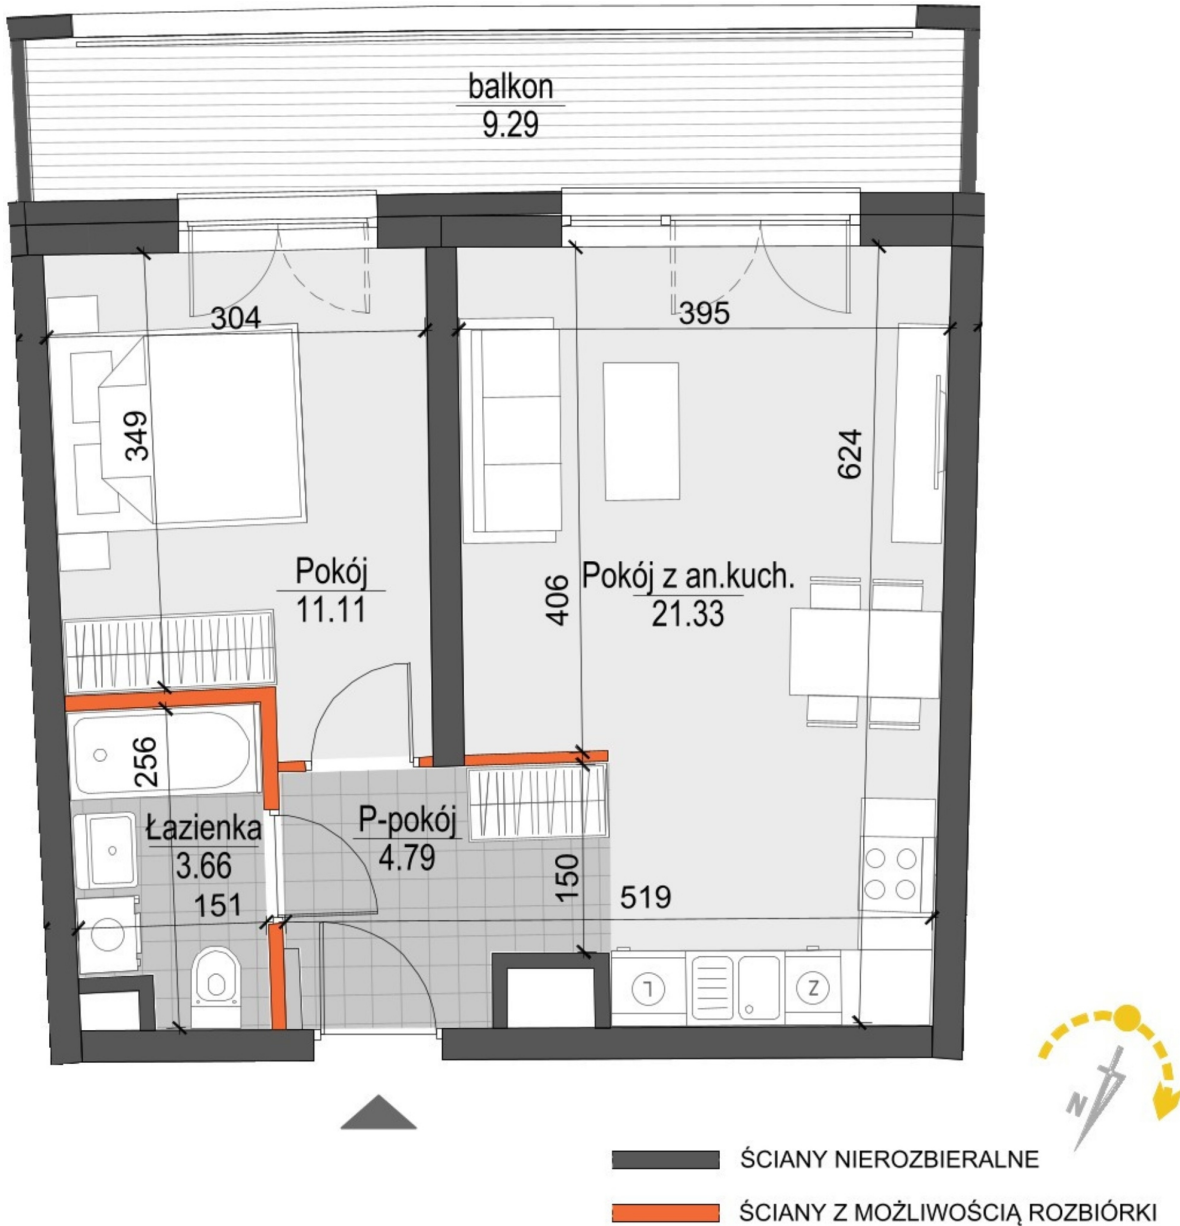 balkon
9.29
304
395
349
624
Pokój
11.11
406
Pokój z an.kuch.
21.33
256
Łazienka
3.66
151
P-pokój
4.79
150
519
L
Z
N
ŚCIANY NIEROZBIERALNE
ŚCIANY Z MOŻLIWOŚCIĄ ROZBIÓRKI